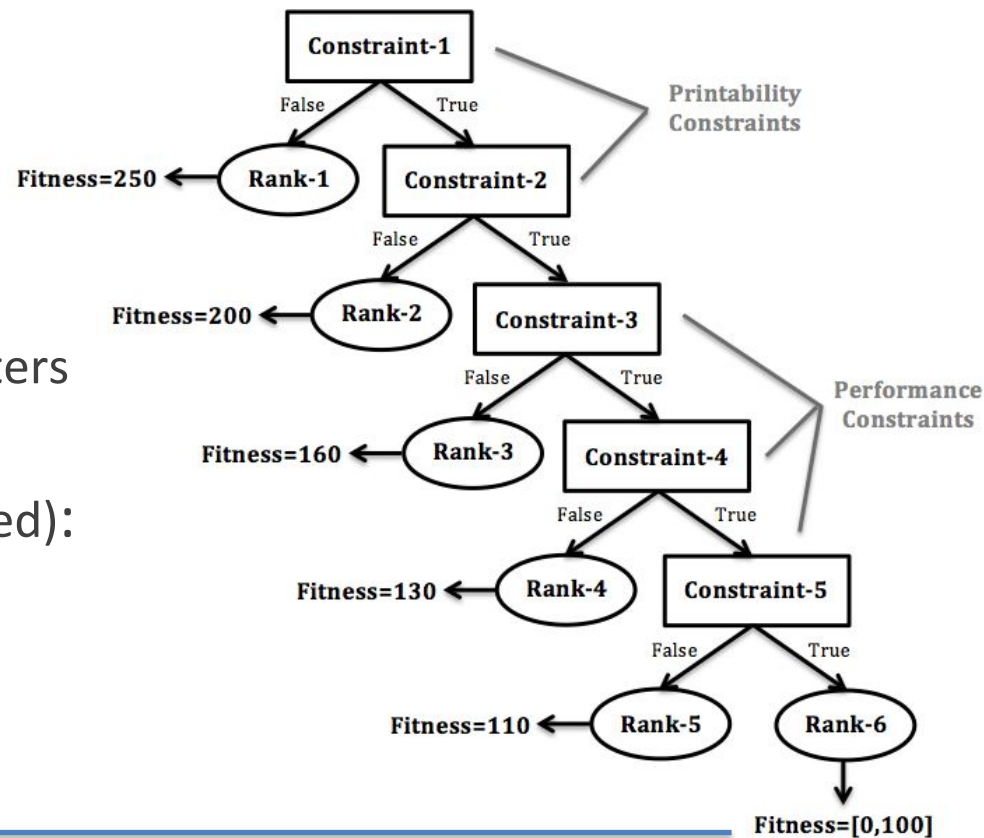 Constraint-1
False
True
Printability
Constraints
Fitness=250
Rank-1
Constraint-2
False
True
Fitness=200
Rank-2
Constraint-3
ters
False
True
Performance
Constraints
Fitness=160
Rank-3
Constraint-4
ed):
False
True
Fitness=130
Rank-4
Constraint-5
False
True
Fitness=110
Rank-5
Rank-6
Fitness=[0,100]